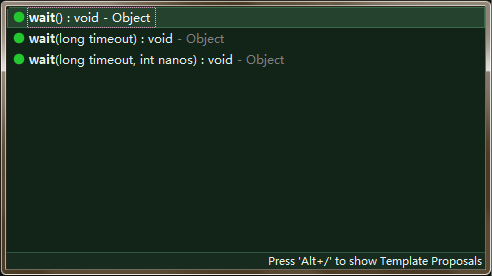 wait() : void - Object
wait(long timeout) : void - Object
wait(long timeout, int nanos) : void - Object
Press 'Alt+/' to show Template Proposals